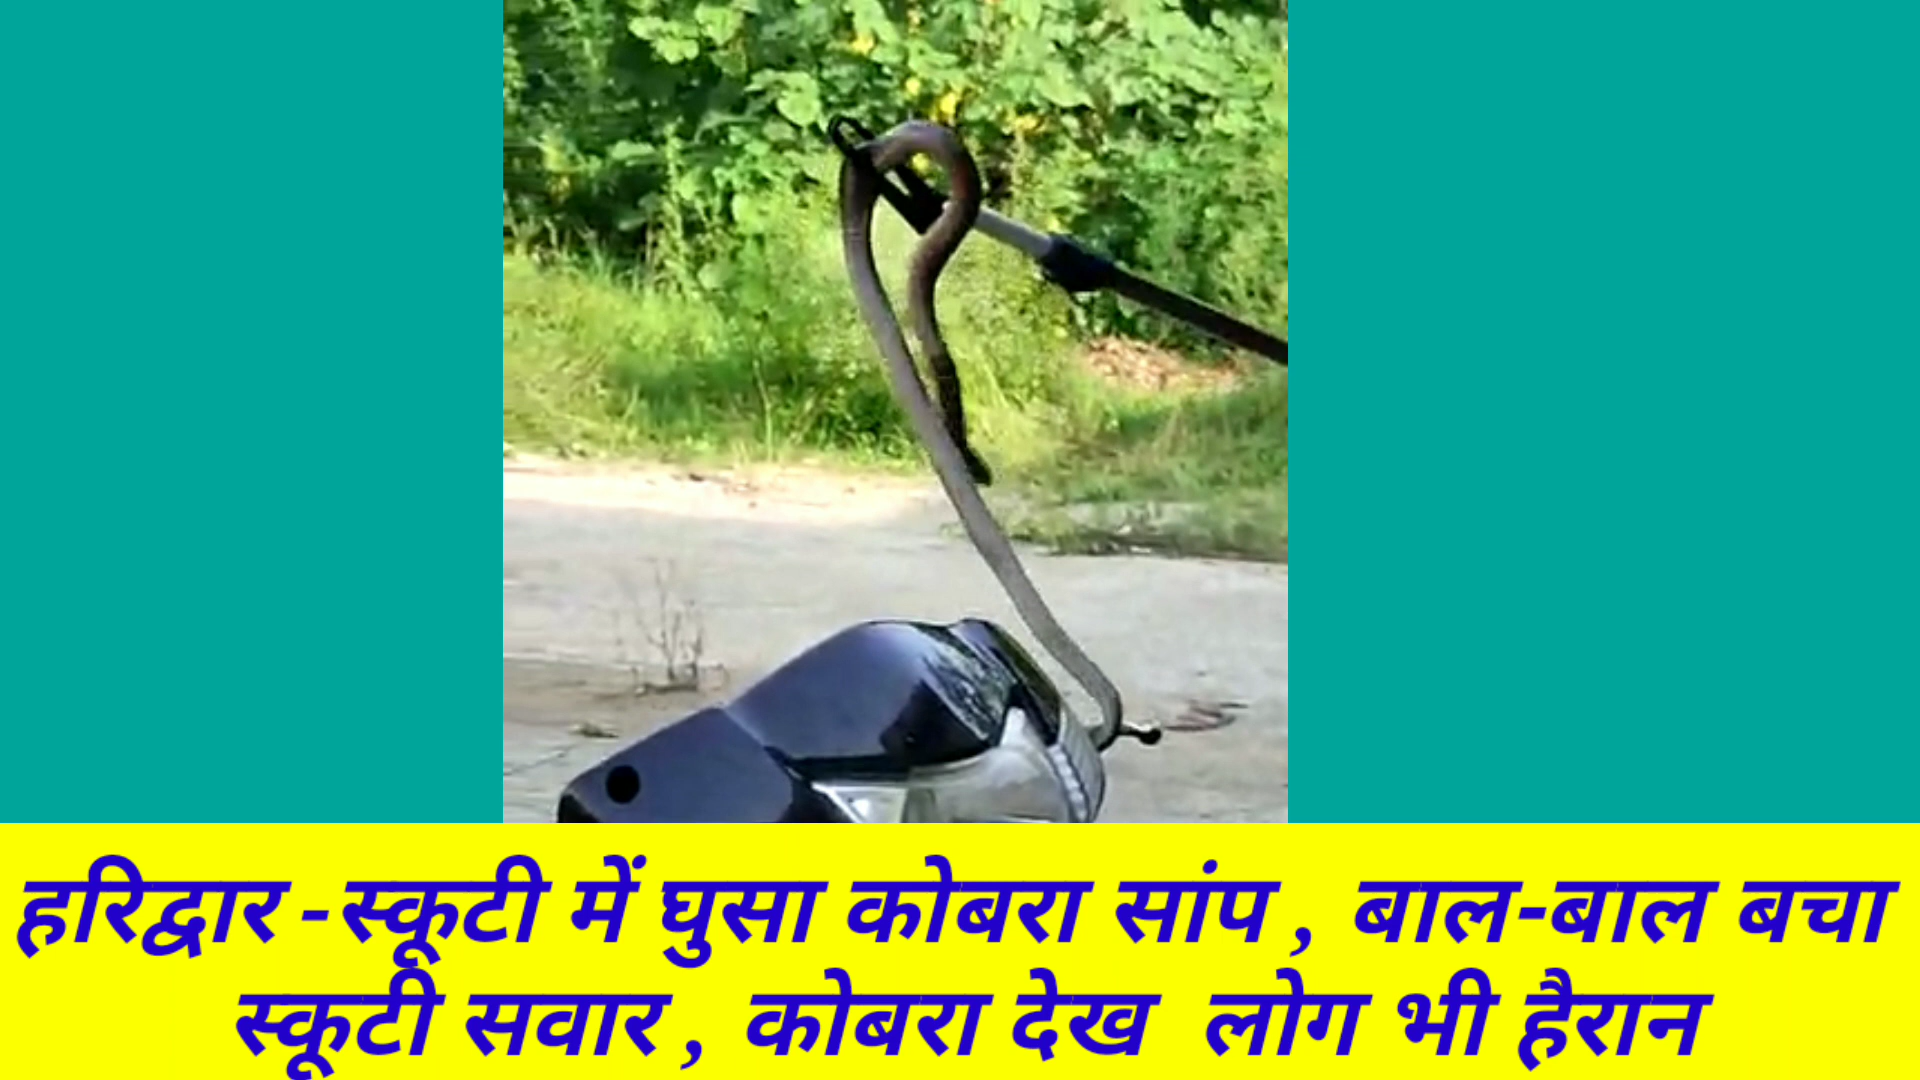 हरिद्वार -स्कूटी में घुसा कोबरा सांप , बाल-बाल बचा
स्कूटी सवार , कोबरा देख लोग भी हैरान